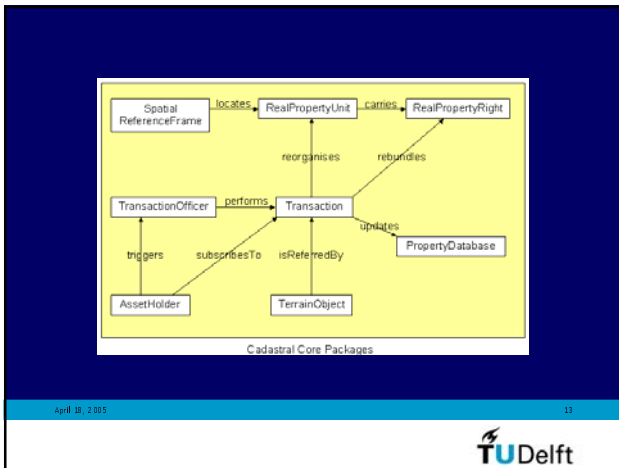 Spatial
ReferenceFrame
locates
RealPropertyUnit
carries
RealPropertyRight
reorganises
rebundles
TransactionOfficer
performs
Transaction
updates
PropertyDatabase
triggers
subscribesTo
isReferredBy
AssetHolder
TerrainObject
Cadastral Core Packages
April 18, 2005
13
TUDelft